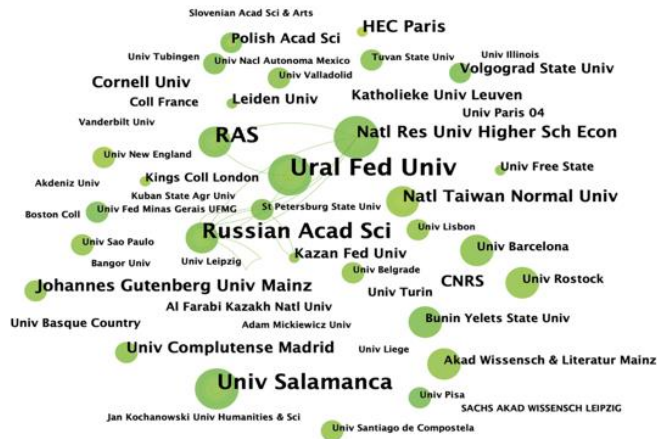 Slovenian Acad Sci & Arts
HEC Paris
Polish Acad Sci
Univ Tubingen
Univ Nacl Autonoma Mexico
Tuvan State Univ
Univ Illinois
Volgograd State Univ
Cornell Univ
Univ Valladolid
Coll France
Leiden Univ
Katholieke Univ Leuven
Univ Paris 04
Vanderbilt Univ
RAS
Natl Res Univ Higher Sch Econ
Univ New England
Ural Fed Univ
Univ Free State
Akdeniz Univ
Kings Coll London
Kuban State Agr Univ
Natl Taiwan Normal Univ
Boston Coll
Univ Fed Minas Gerais UFMG
St Petersburg State Univ
Russian Acad Sci
Univ Lisbon
Univ Sao Paulo
Kazan Fed Univ
Univ Barcelona
Bangor Univ
Univ Leipzig
Univ Belgrade
CNRS
Univ Rostock
Johannes Gutenberg Univ Mainz
Univ Turin
Al Farabi Kazakh Natl Univ
Univ Basque Country
Adam Mickiewicz Univ
Bunin Yelets State Univ
Univ Complutense Madrid
Univ Liege
Akad Wissensch & Literatur Mainz
Univ Salamanca
Univ Pisa
SACHS AKAD WISSENSCH LEIPZIG
Jan Kochanowski Univ Humanities & Sci
Univ Santiago de Compostela